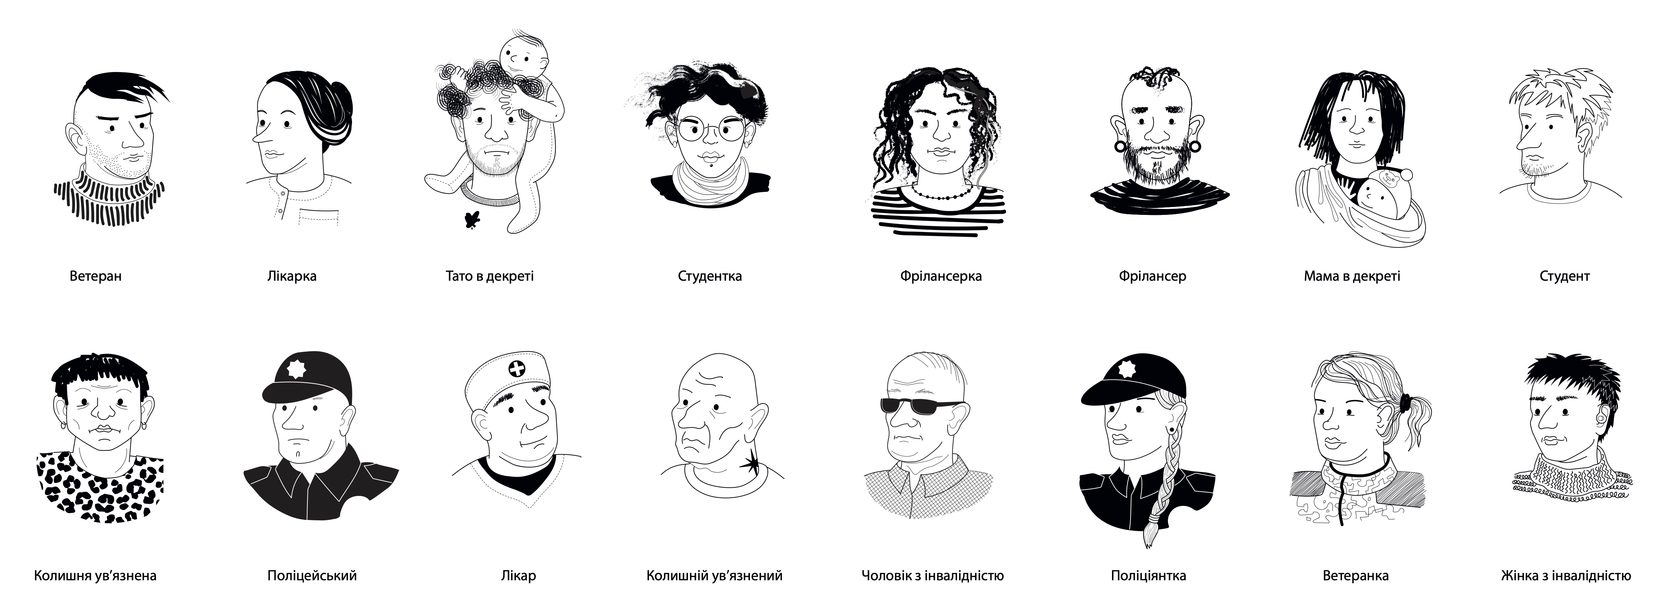 Ветеран
Лікарка
Тато в декреті
Студентка
Фрілансерка
Фрілансер
Мама в декреті
Студент
Колишня ув’язнена
Поліцейський
Лікар
Колишній ув’язнений
Чоловік з інвалідністю
Поліціянтка
Ветеранка
Жінка з інвалідністю